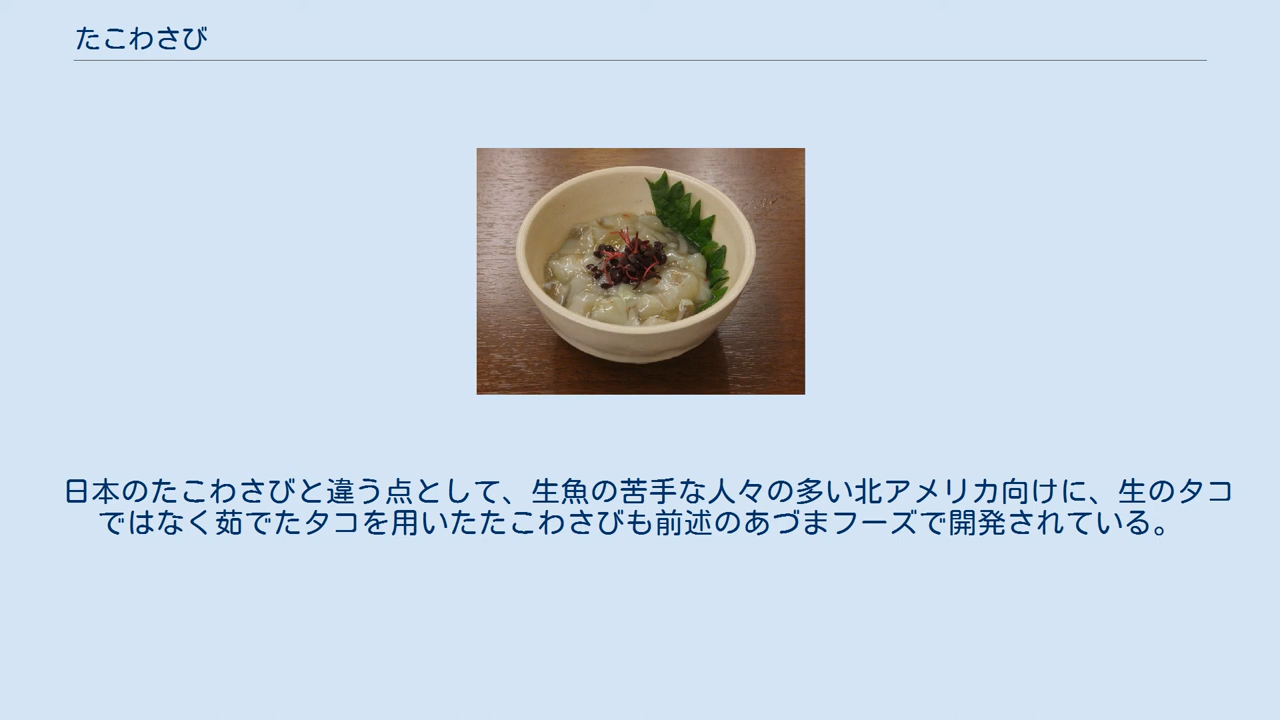 たこわさび
日本のたこわさびと違う点として、生魚の苦手な人々の多い北アメリカ向けに、生のタコ
ではなく茹でたタコを用いたたこわさびも前述のあづまフーズで開発されている。